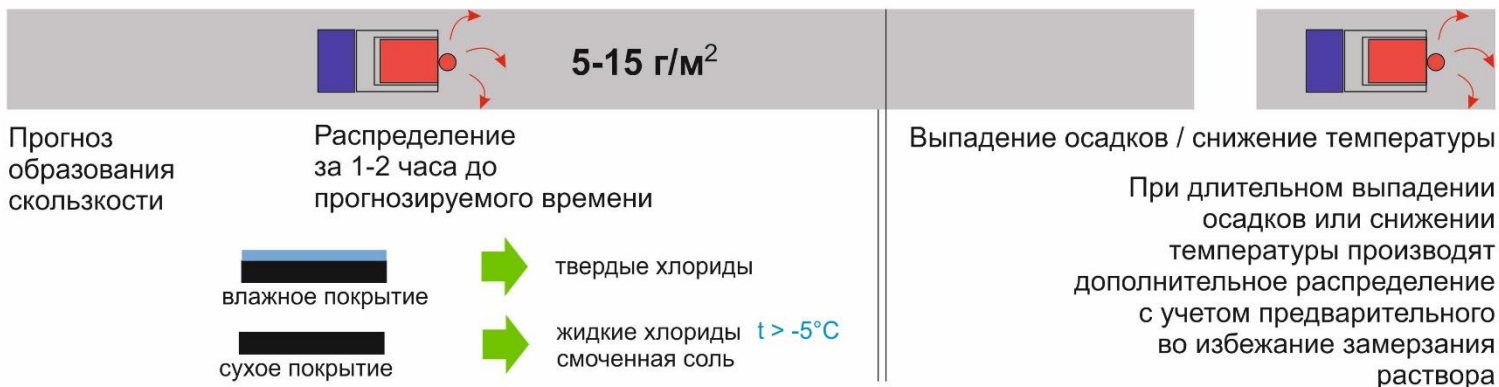 5-15 г/м²
Прогноз
образования
скользкости
Распределение
за 1-2 часа до
прогнозируемого времени
влажное покрытие
твердые хлориды
сухое покрытие
жидкие хлориды t > -5°C
смоченная соль
Выпадение осадков / снижение температуры
При длительном выпадении
осадков или снижении
температуры производят
дополнительное распределение
с учетом предварительного
во избежание замерзания
раствора